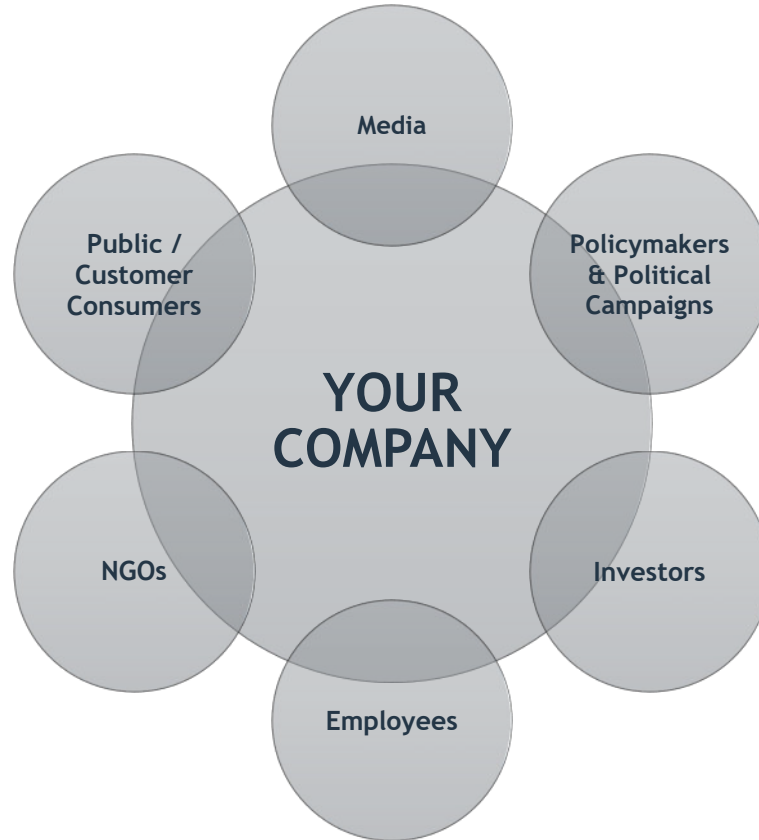 Media
Public /
Customer
Consumers
Policymakers
& Political
Campaigns
YOUR
COMPANY
NGOs
Investors
Employees